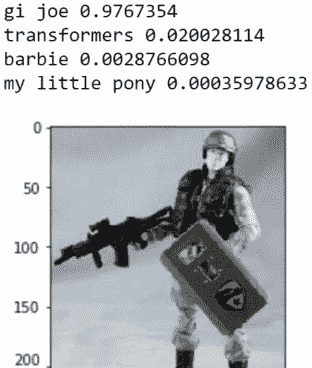 gi joe 0.9767354
transformers 0.020028114
barbie 0.0028766098
my little pony 0.00035978633
0
50
100
150
200